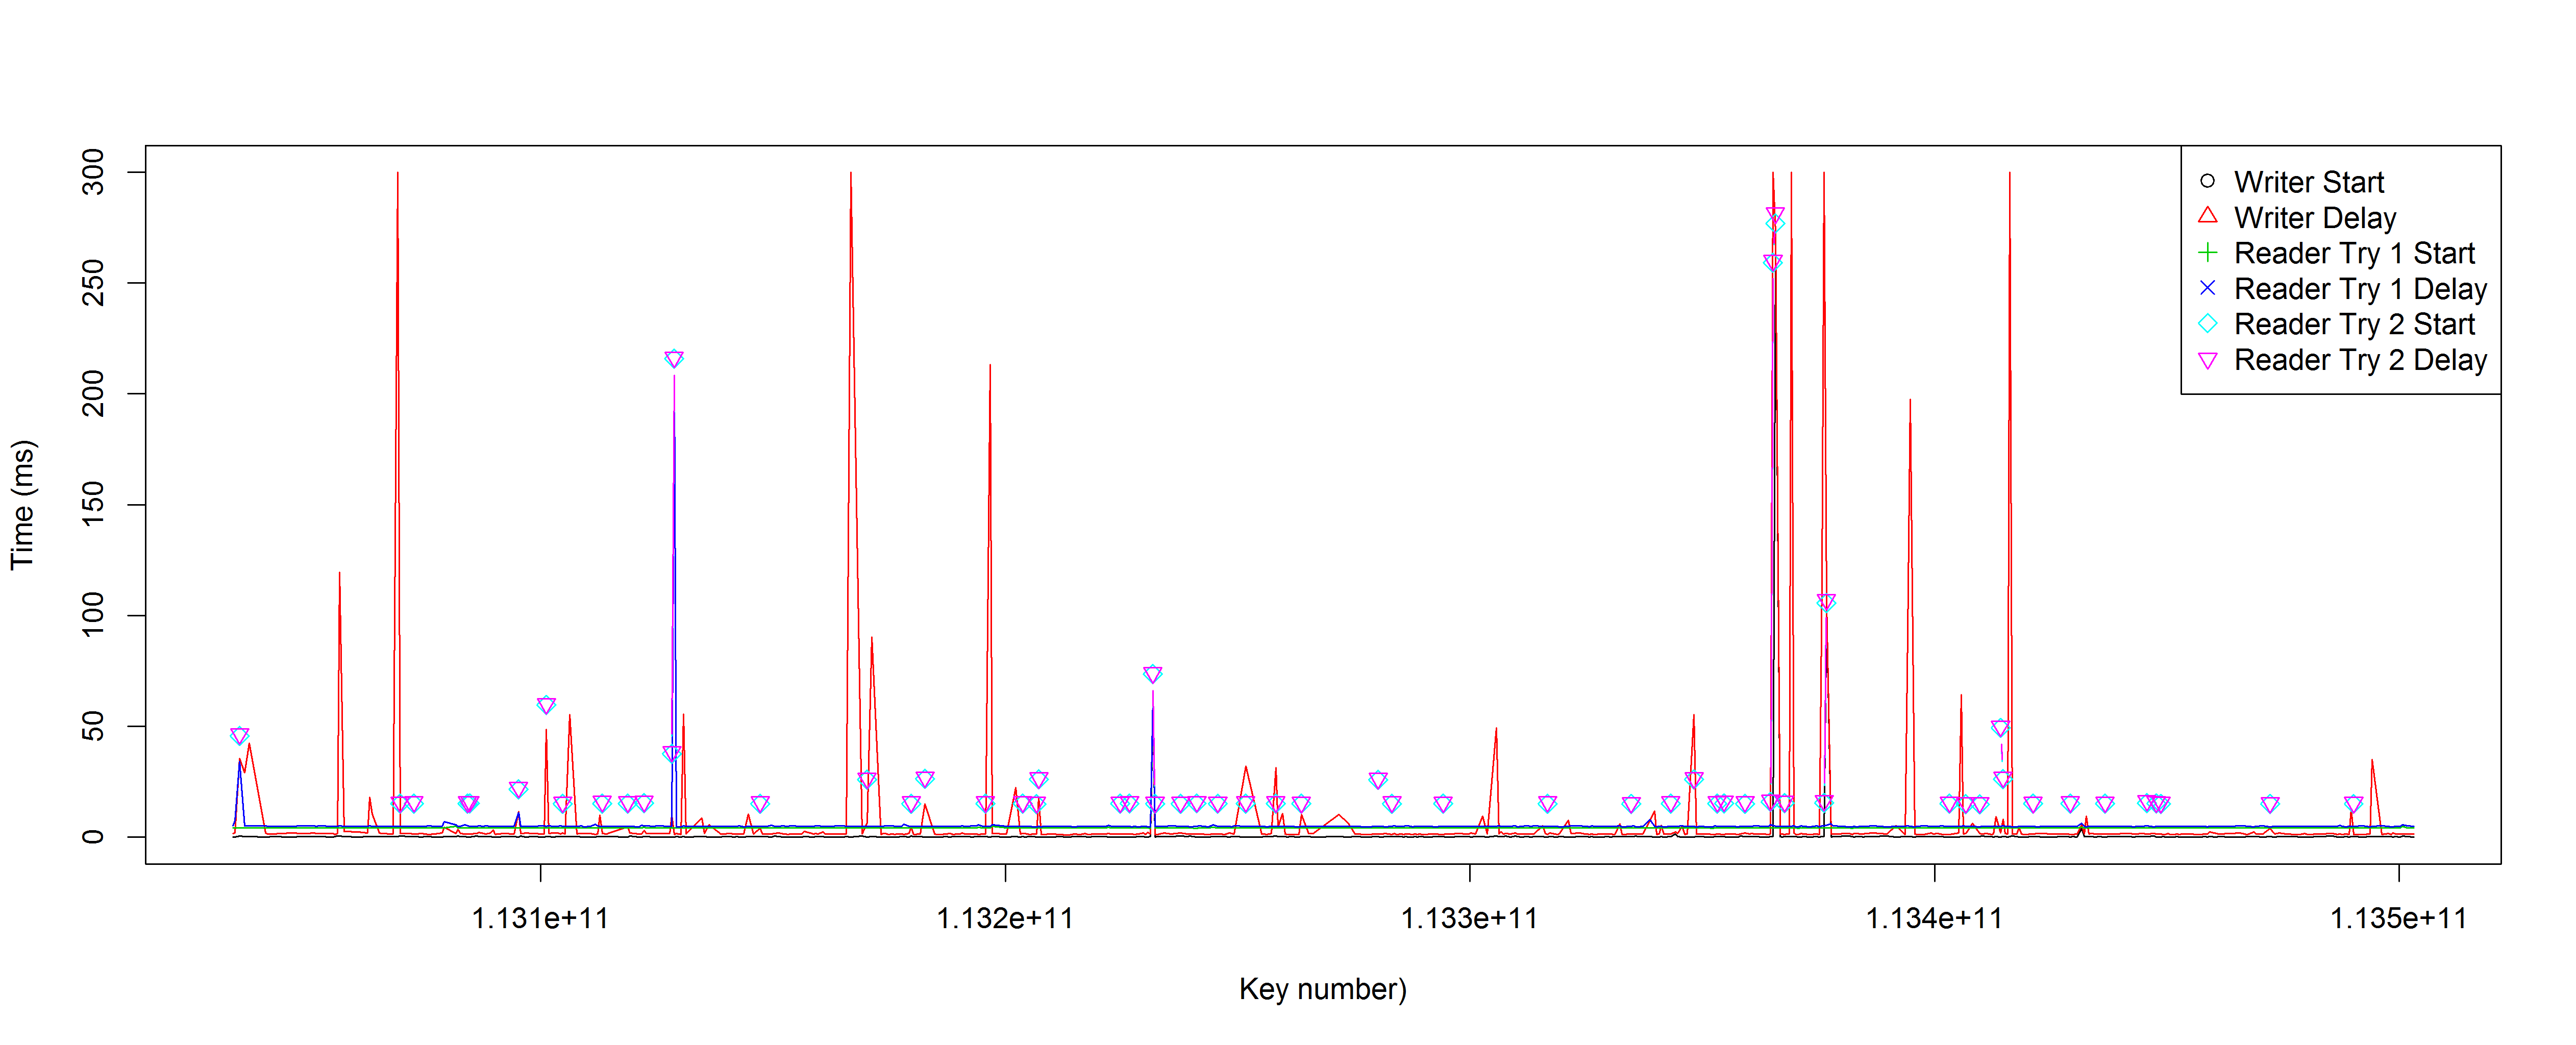 300
250
200
150
100
50
0
Time (ms)
Writer Start
Writer Delay
Reader Try 1 Start
Reader Try 1 Delay
Reader Try 2 Start
Reader Try 2 Delay
1.131e+11 1.132e+11 1.133e+11 1.134e+11 1.135e+11
Key number)